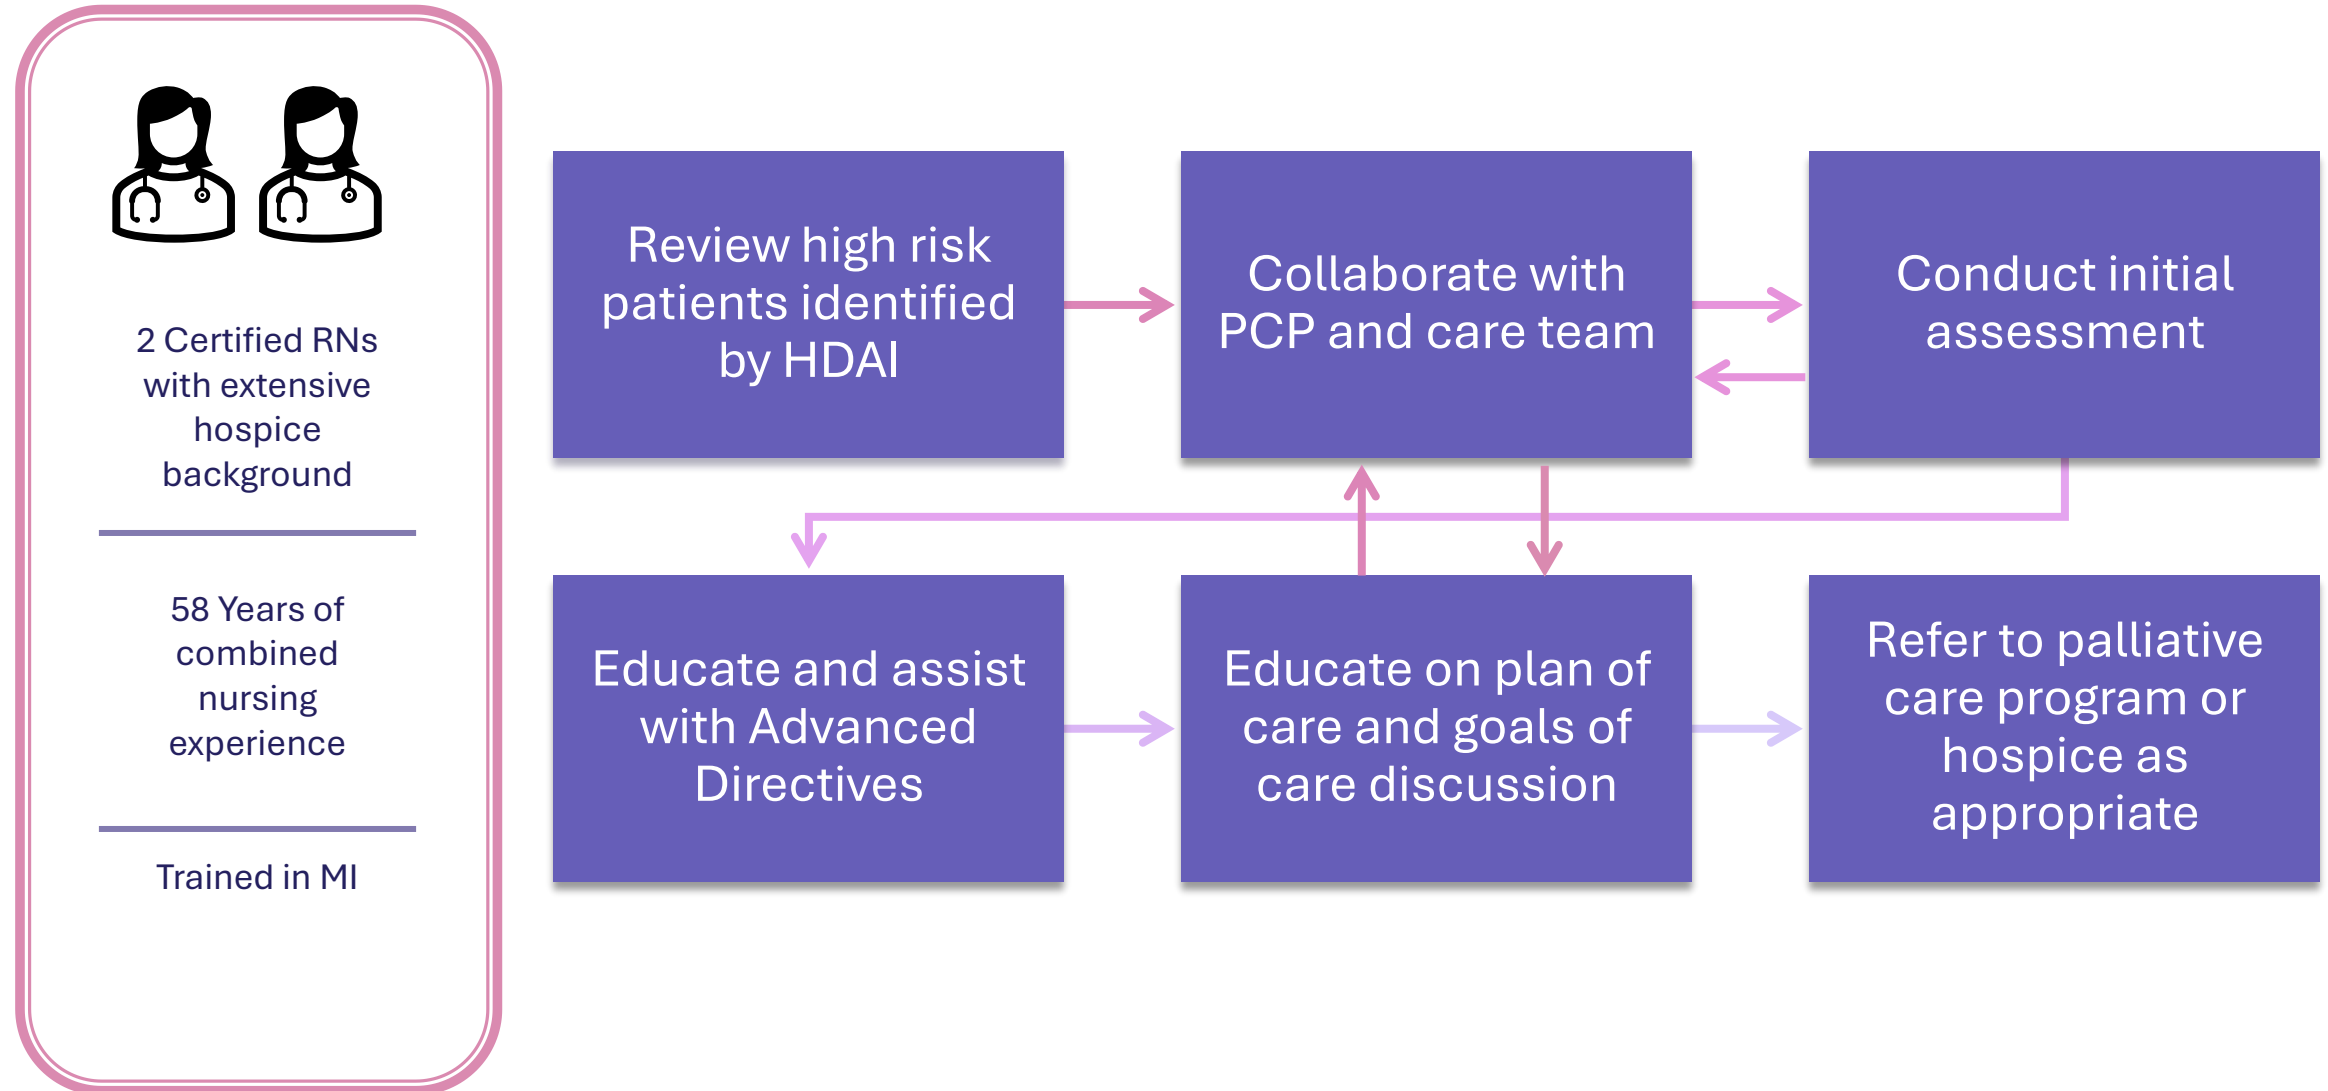 2 Certified RNs
with extensive
hospice
background
58 Years of
combined
nursing
experience
Trained in MI
Review high risk
patients identified
by HDAI
Collaborate with
PCP and care team
Conduct initial
assessment
Educate and assist
with Advanced
Directives
Educate on plan of
care and goals of
care discussion
Refer to palliative
care program or
hospice as
appropriate